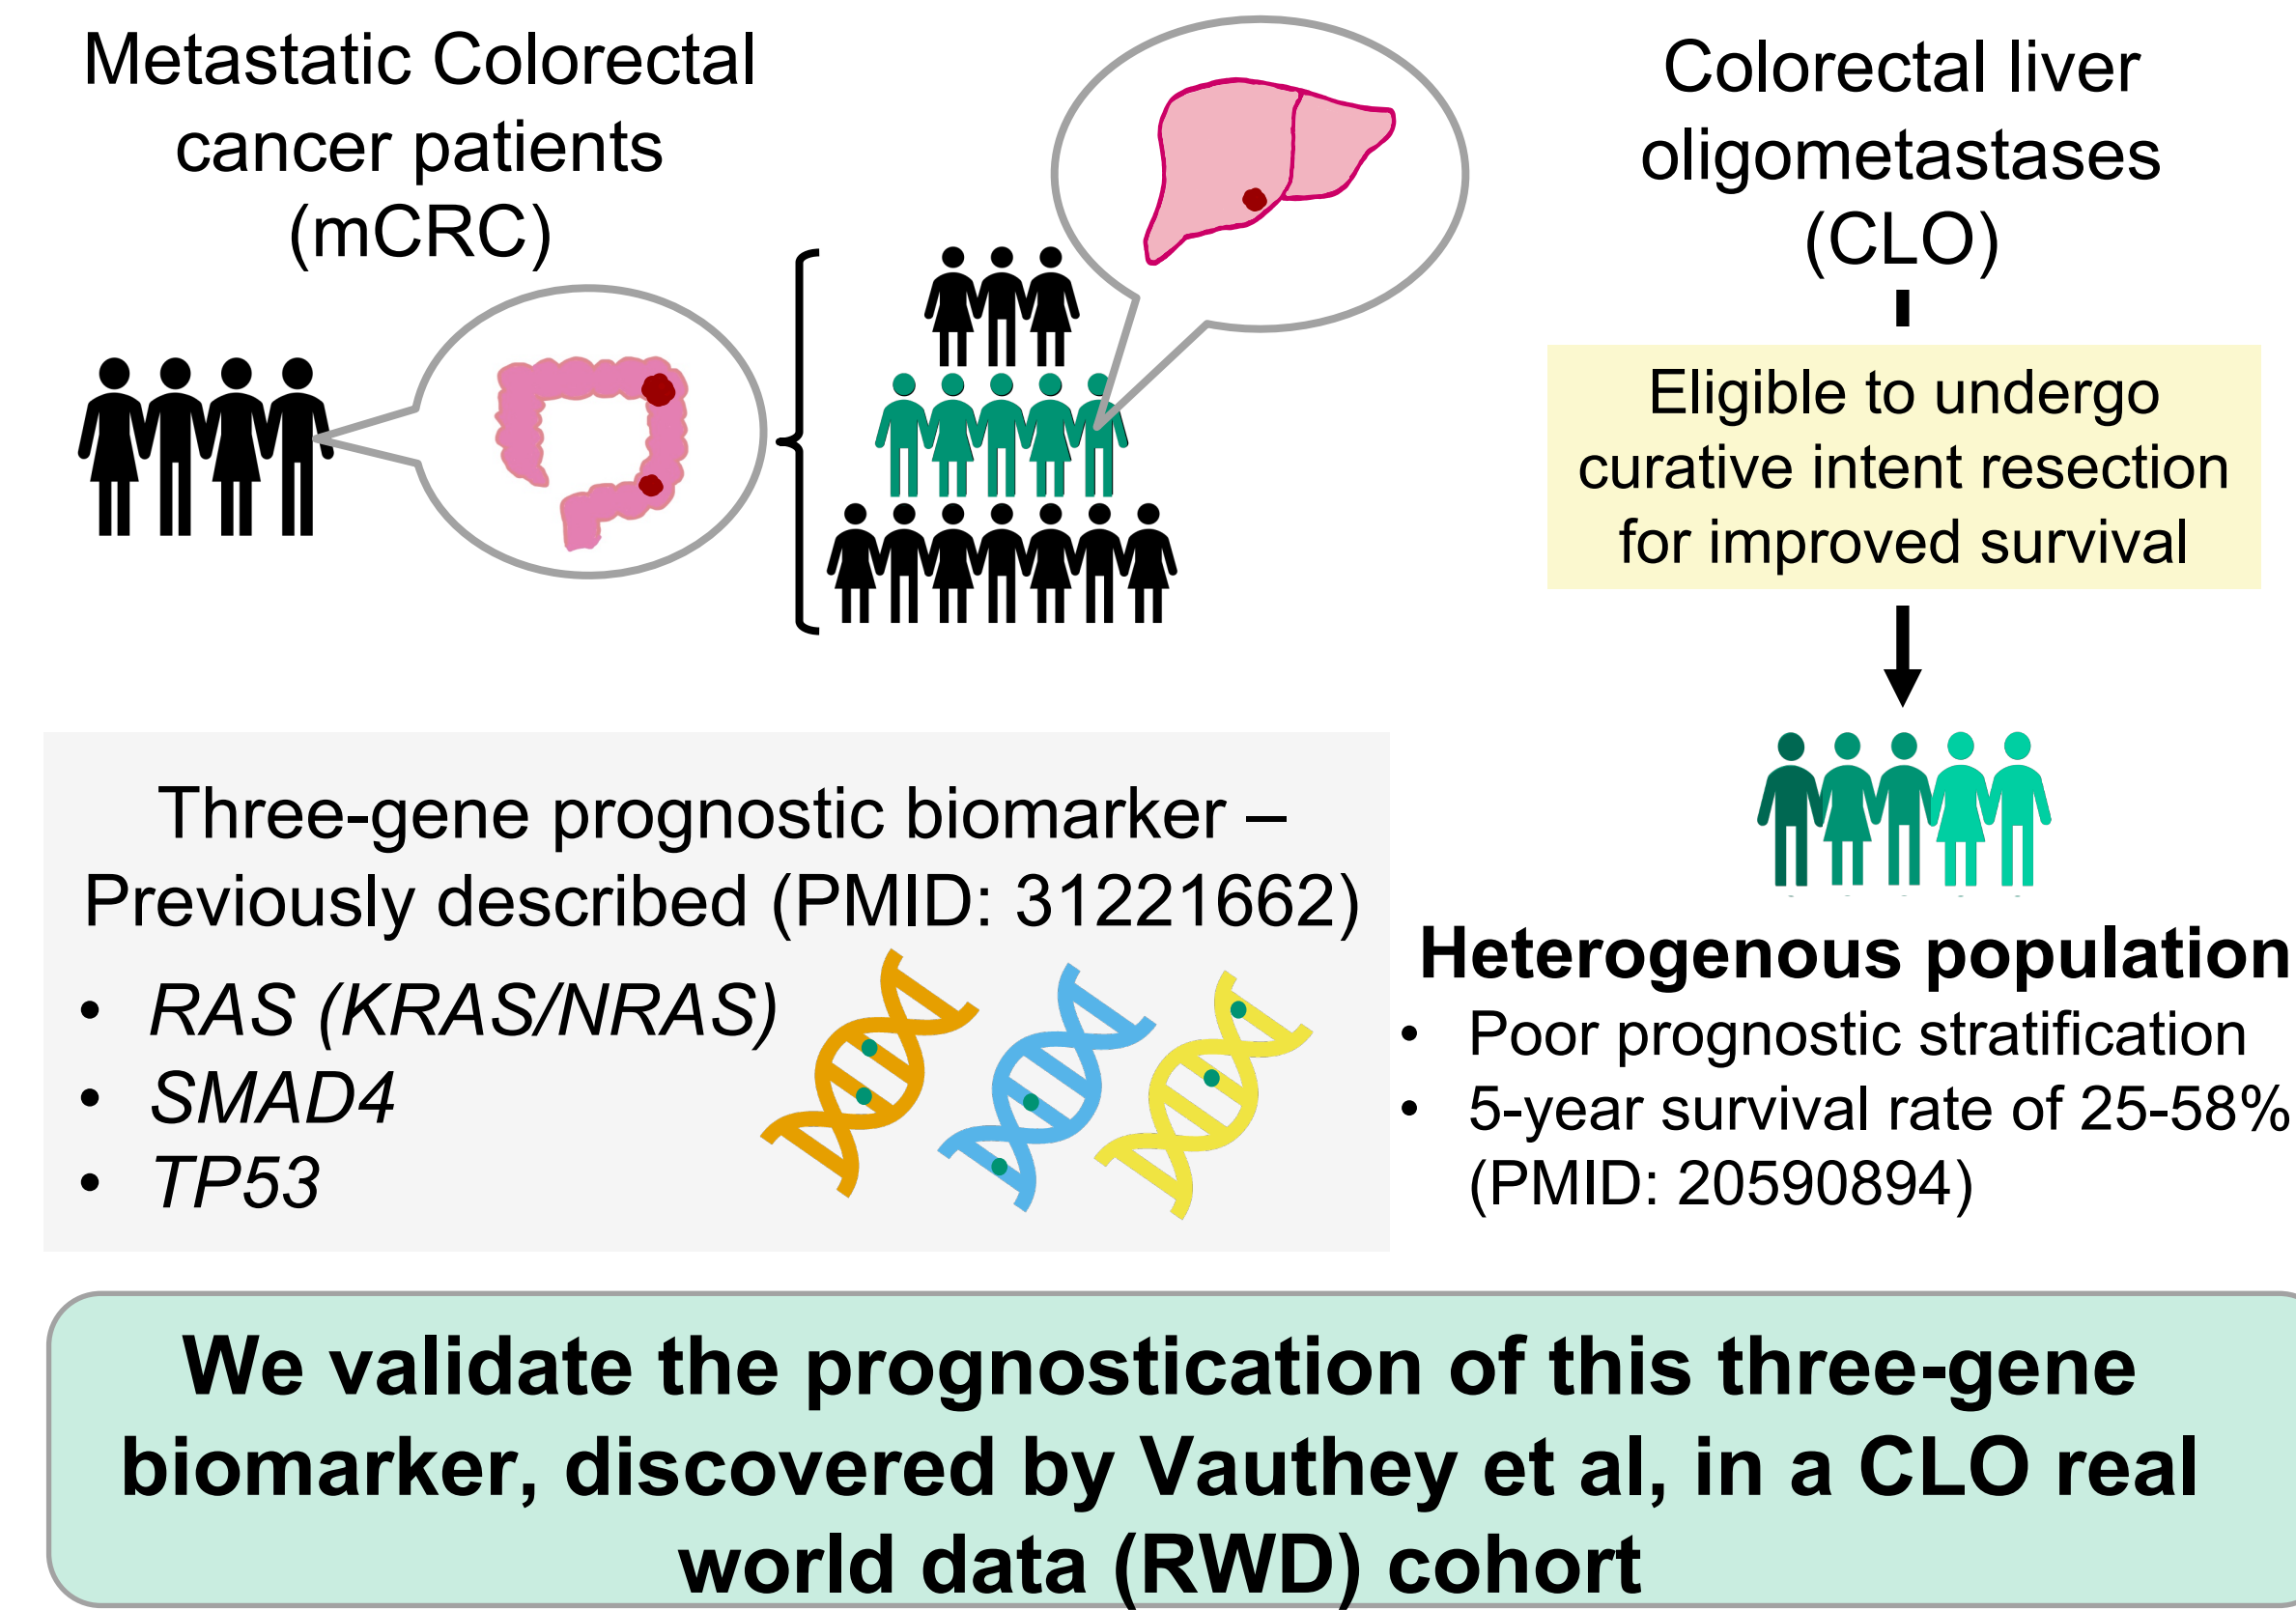 Metastatic Colorectal
cancer patients
(mCRC)
Colorectal liver
oligometastases
(CLO)
Eligible to undergo
curative intent resection
for improved survival
Three-gene prognostic biomarker –
Previously described (PMID: 31221662)
• RAS (KRAS/NRAS)
• SMAD4
• TP53
Heterogenous population
• Poor prognostic stratification
• 5-year survival rate of 25-58%
(PMID: 20590894)
We validate the prognostication of this three-gene
biomarker, discovered by Vauthey et al, in a CLO real
world data (RWD) cohort